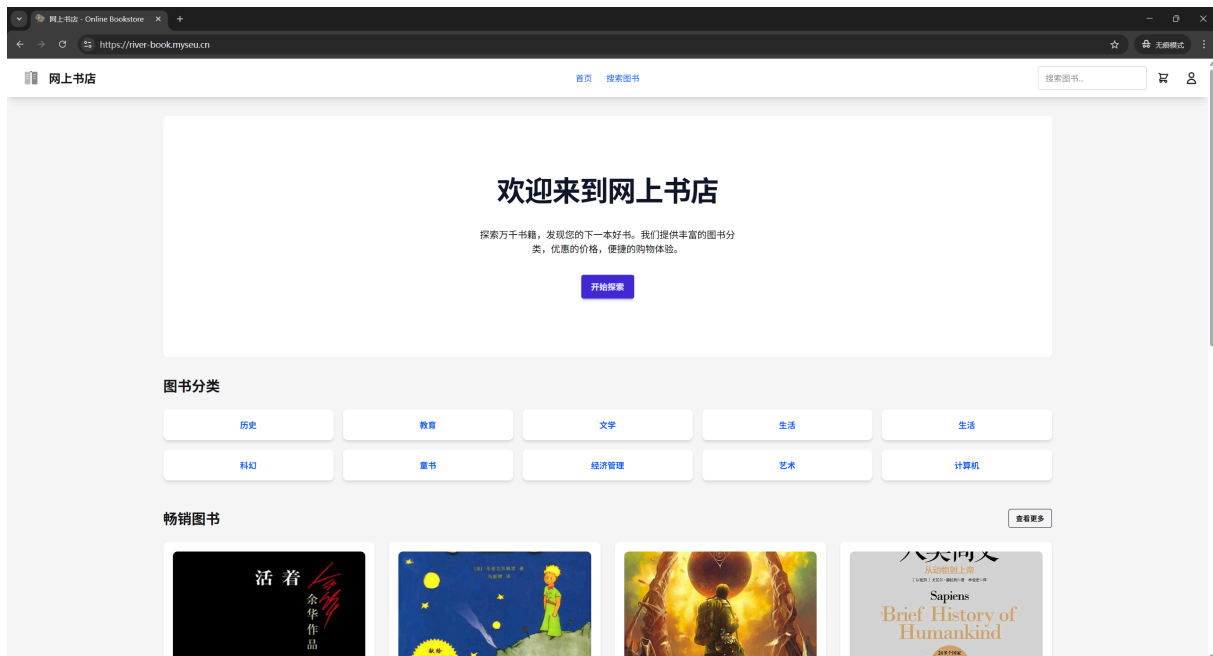 网上书店 - Online Bookstore
https://river-book.myseu.cn
无痕模式
网上书店
首页
搜索图书
搜索图书...
欢迎来到网上书店
探索万千书籍，发现您的下一本好书。我们提供丰富的图书分
类，优惠的价格，便捷的购物体验。
开始探索
图书分类
历史
教育
文学
生活
生活
科幻
童书
经济管理
艺术
计算机
畅销图书
查看更多
活着
余华作品
人类简史
从动物到上帝
Sapiens
Brief History of
Humankind